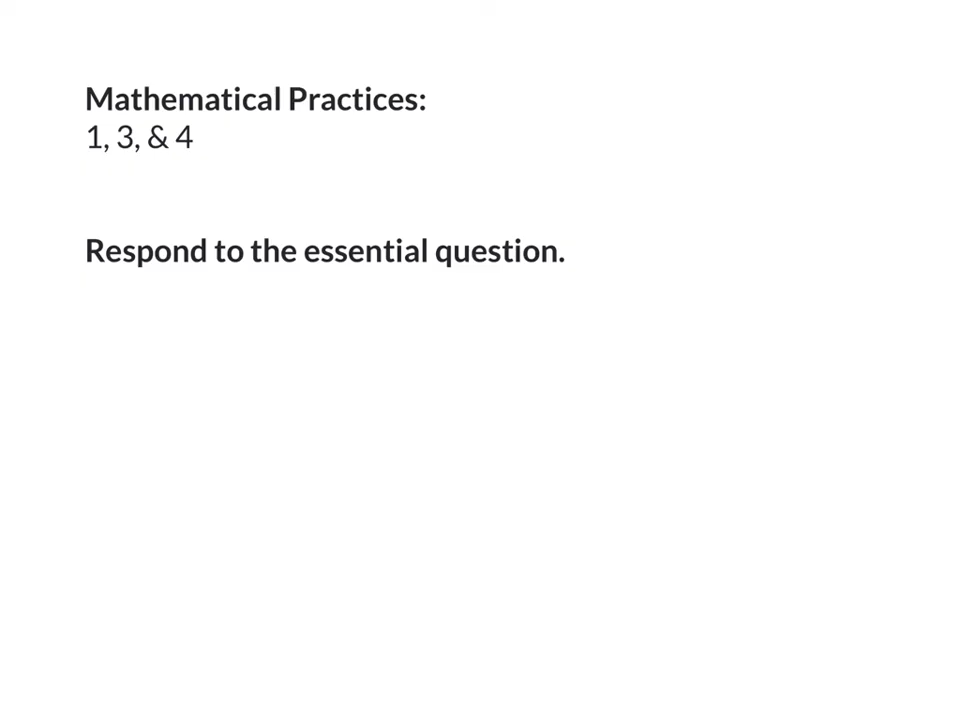 Mathematical Practices:
1, 3, & 4
Respond to the essential question.